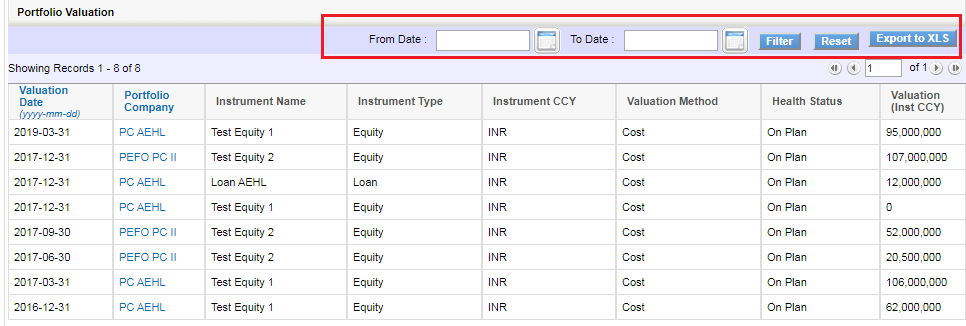 Portfolio Valuation
From Date : To Date : Filter Reset Export to XLS
Showing Records 1 - 8 of 8 1 of 1
Valuation Date (yyyy-mm-dd) Portfolio Company Instrument Name Instrument Type Instrument CCY Valuation Method Health Status Valuation (Inst CCY)
2019-03-31 PC AEHL Test Equity 1 Equity INR Cost On Plan 95,000,000
2017-12-31 PEFO PC II Test Equity 2 Equity INR Cost On Plan 107,000,000
2017-12-31 PC AEHL Loan AEHL Loan INR Cost On Plan 12,000,000
2017-12-31 PC AEHL Test Equity 1 Equity INR Cost On Plan 0
2017-09-30 PEFO PC II Test Equity 2 Equity INR Cost On Plan 52,000,000
2017-06-30 PEFO PC II Test Equity 2 Equity INR Cost On Plan 20,500,000
2017-03-31 PC AEHL Test Equity 1 Equity INR Cost On Plan 106,000,000
2016-12-31 PC AEHL Test Equity 1 Equity INR Cost On Plan 62,000,000